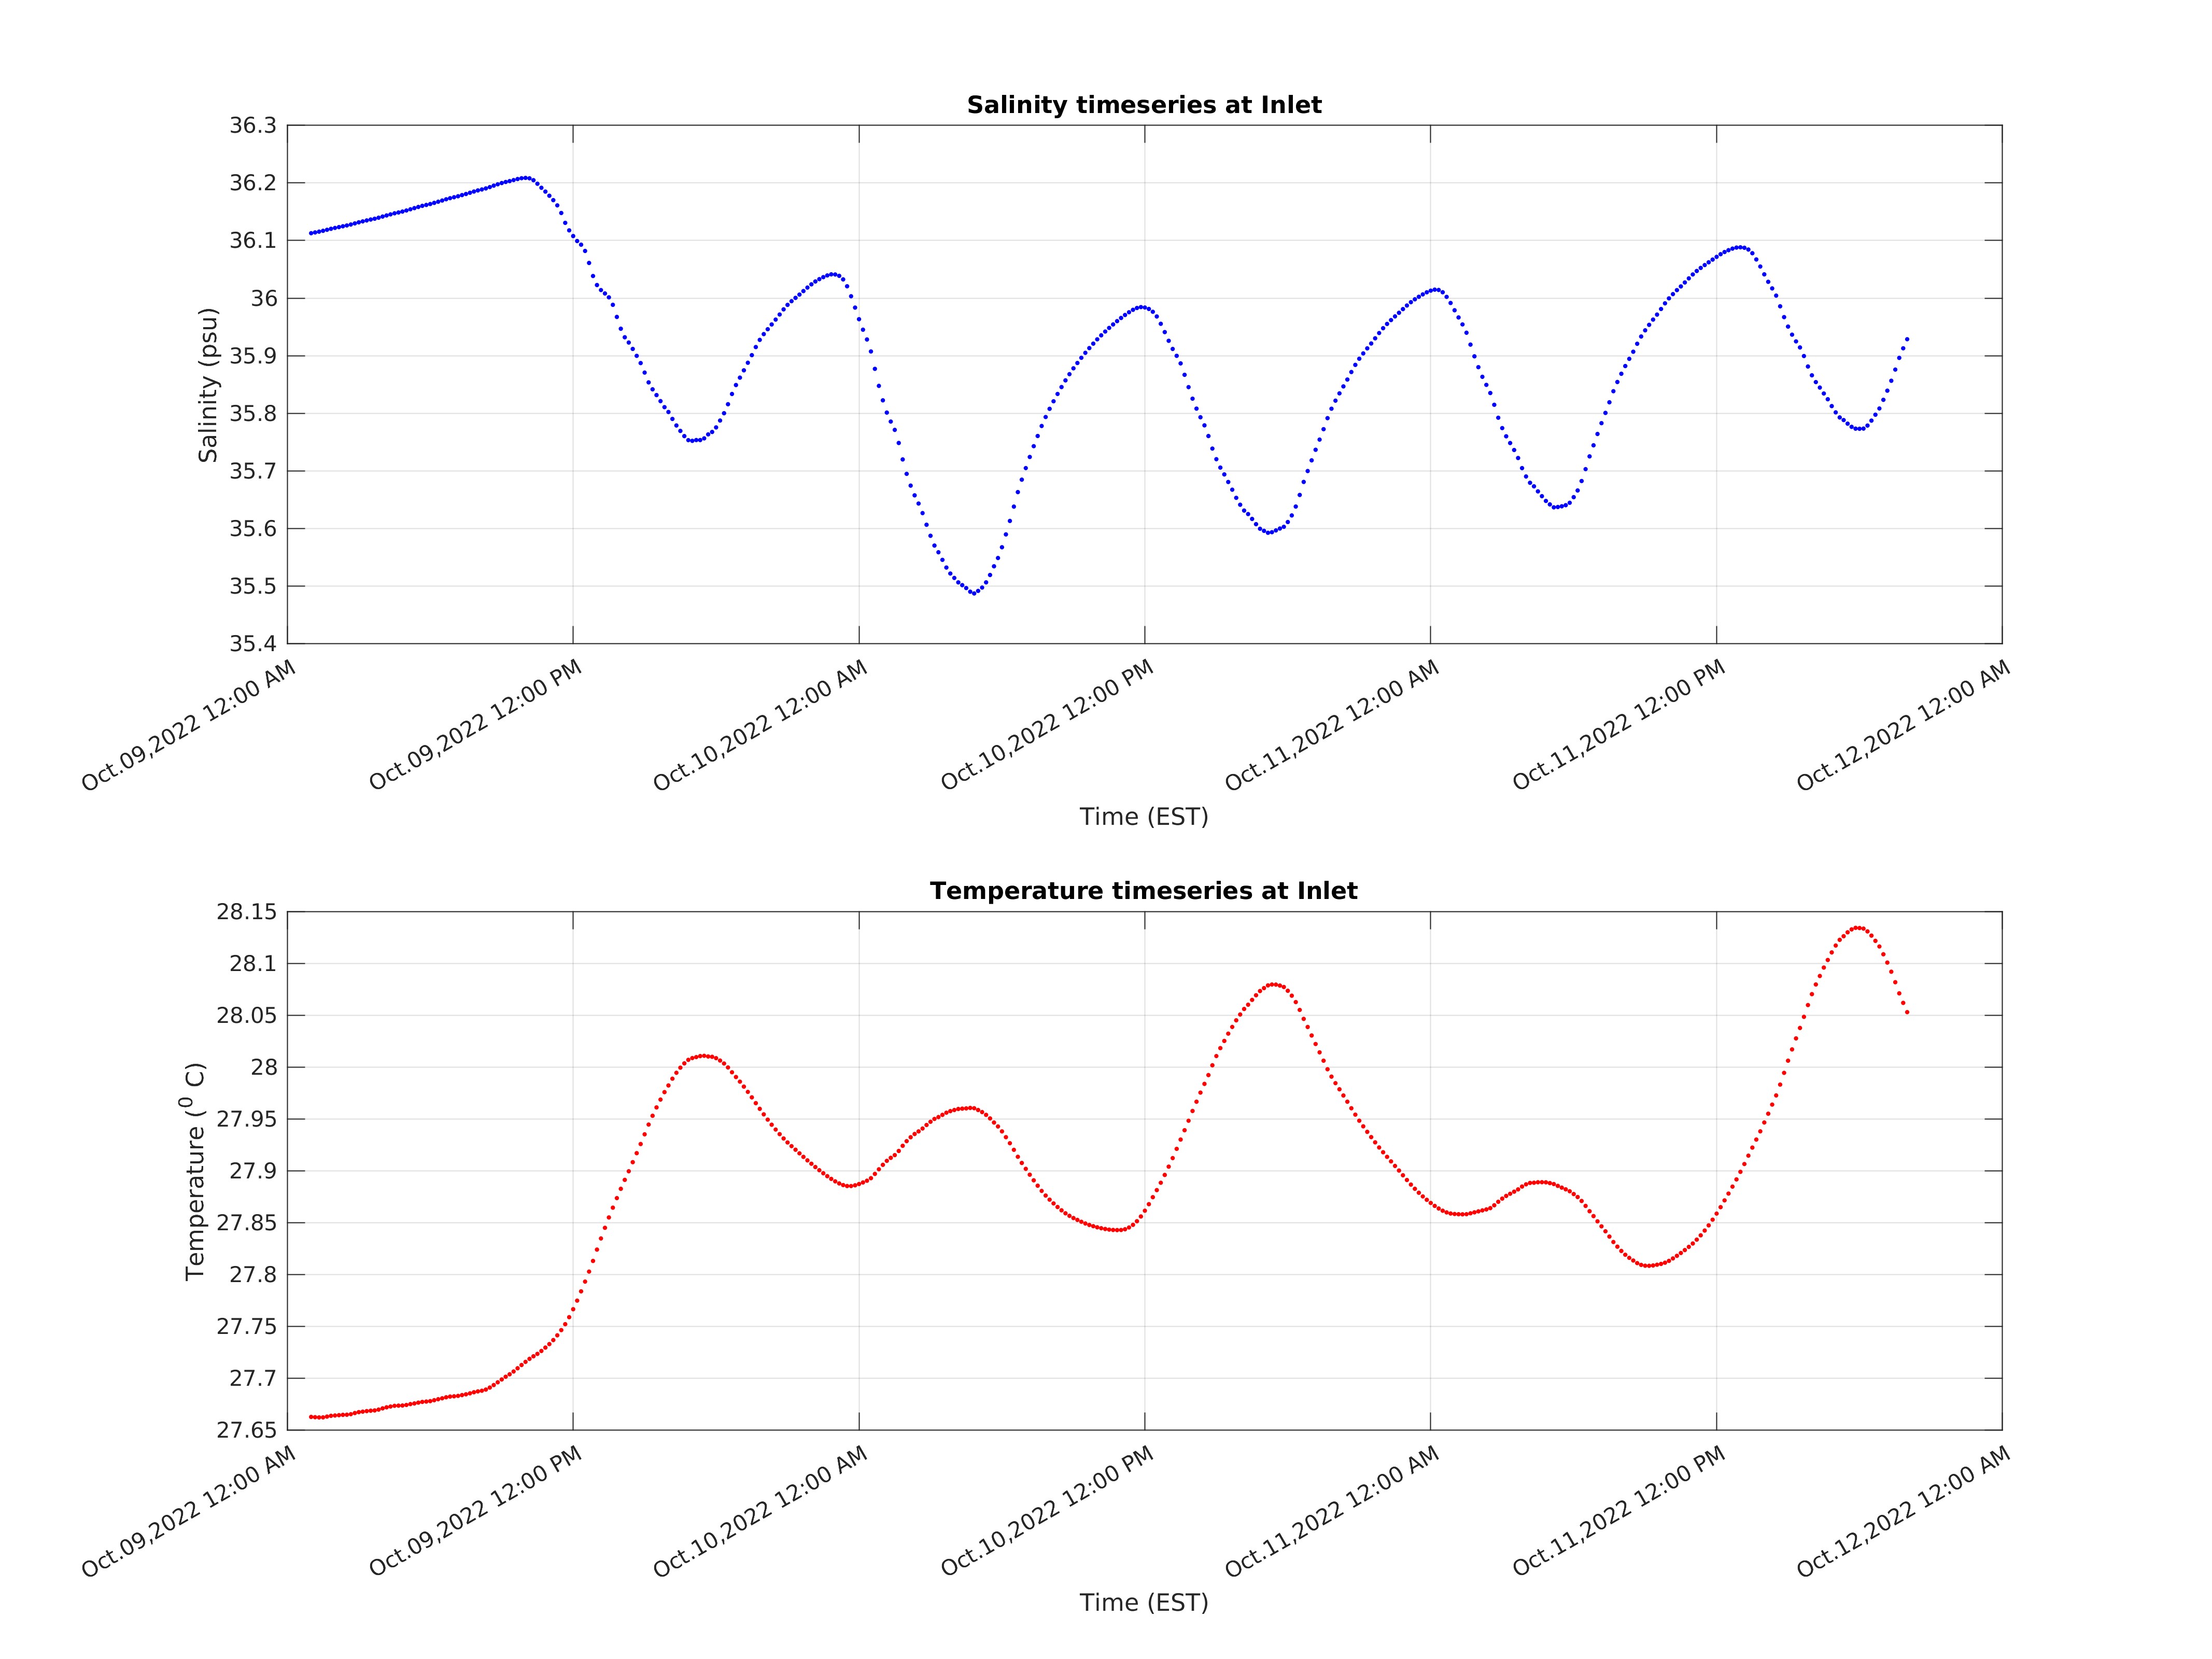 Salinity timeseries at Inlet
36.3
36.2
36.1
36
35.9
35.8
35.7
35.6
35.5
35.4
Salinity (psu)
Oct.09,2022 12:00 AM
Oct.09,2022 12:00 PM
Oct.10,2022 12:00 AM
Oct.10,2022 12:00 PM
Oct.11,2022 12:00 AM
Oct.11,2022 12:00 PM
Oct.12,2022 12:00 AM
Time (EST)
Temperature timeseries at Inlet
28.15
28.1
28.05
28
27.95
27.9
27.85
27.8
27.75
27.7
27.65
Temperature (⁰ C)
Oct.09,2022 12:00 AM
Oct.09,2022 12:00 PM
Oct.10,2022 12:00 AM
Oct.10,2022 12:00 PM
Oct.11,2022 12:00 AM
Oct.11,2022 12:00 PM
Oct.12,2022 12:00 AM
Time (EST)